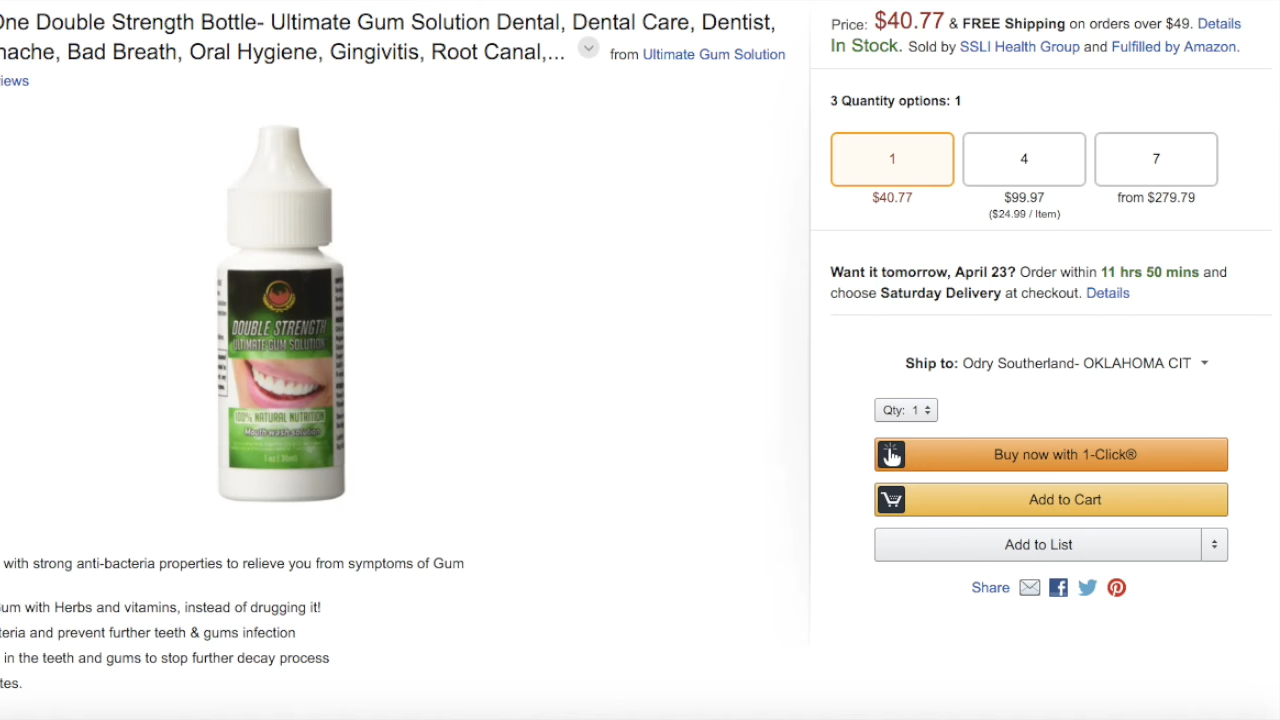 One Double Strength Bottle- Ultimate Gum Solution Dental, Dental Care, Dentist,
nache, Bad Breath, Oral Hygiene, Gingivitis, Root Canal,... from Ultimate Gum Solution
iews
DOUBLE STRENGTH
ULTIMATE GUM SOLUTION
100% NATURAL NUTRITION
Mouth wash solution
with strong anti-bacteria properties to relieve you from symptoms of Gum
um with Herbs and vitamins, instead of drugging it!
teria and prevent further teeth & gums infection
in the teeth and gums to stop further decay process
tes.
Price: $40.77 & FREE Shipping on orders over $49. Details
In Stock. Sold by SSLI Health Group and Fulfilled by Amazon.
3 Quantity options: 1
1 4 7
$40.77 $99.97 from $279.79
($24.99 / Item)
Want it tomorrow, April 23? Order within 11 hrs 50 mins and
choose Saturday Delivery at checkout. Details
Ship to: Odry Southerland- OKLAHOMA CIT
Qty: 1
Buy now with 1-Click®
Add to Cart
Add to List
Share